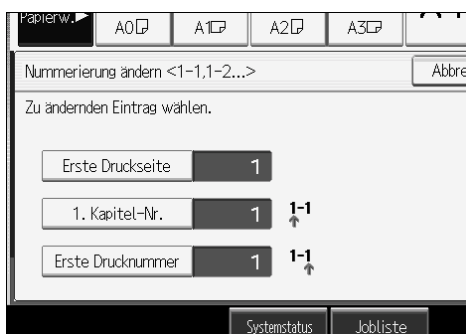 Papierw.►
A0 A1 A2 A3
Nummerierung ändern <1-1,1-2...>
Abbre
Zu ändernden Eintrag wählen.
Erste Druckseite 1
1. Kapitel-Nr. 1 1-1
Erste Drucknummer 1 1-1
Systemstatus Jobliste